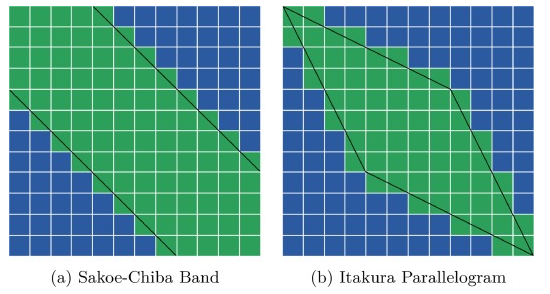 (a) Sakoe-Chiba Band
(b) Itakura Parallelogram